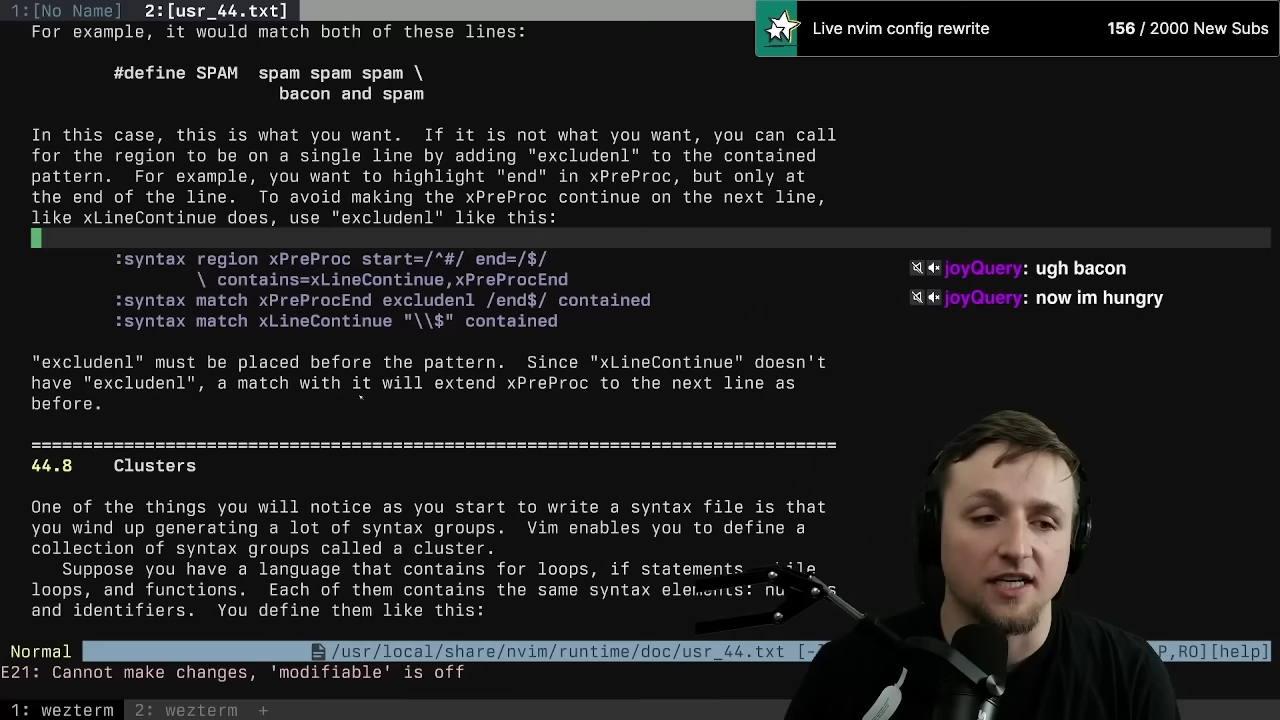 1:[No Name]  2:[usr_44.txt]
Live nvim config rewrite
156 / 2000 New Subs
For example, it would match both of these lines:
#define SPAM  spam spam spam \
bacon and spam
In this case, this is what you want.  If it is not what you want, you can call
for the region to be on a single line by adding "excludenl" to the contained
pattern.  For example, you want to highlight "end" in xPreProc, but only at
the end of the line.  To avoid making the xPreProc continue on the next line,
like xLineContinue does, use "excludenl" like this:
:syntax region xPreProc start=/^#/ end=/$/
\ contains=xLineContinue,xPreProcEnd
:syntax match xPreProcEnd excludenl /end$/ contained
:syntax match xLineContinue "\\$" contained
joyQuery: ugh bacon
joyQuery: now im hungry
"excludenl" must be placed before the pattern.  Since "xLineContinue" doesn't
have "excludenl", a match with it will extend xPreProc to the next line as
before.
==============================================================================
44.8    Clusters
One of the things you will notice as you start to write a syntax file is that
you wind up generating a lot of syntax groups.  Vim enables you to define a
collection of syntax groups called a cluster.
Suppose you have a language that contains for loops, if statements,
loops, and functions.  Each of them contains the same syntax elements:
and identifiers.  You define them like this:
Normal
/usr/local/share/nvim/runtime/doc/usr_44.txt [-
P,RO][help]
E21: Cannot make changes, 'modifiable' is off
1: wezterm  2: wezterm  +